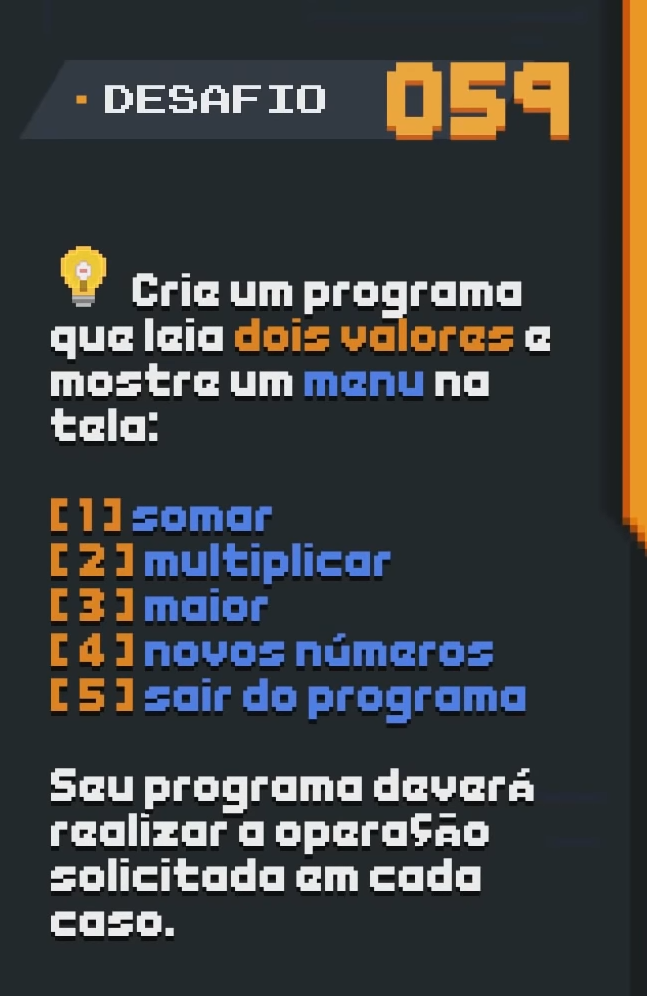 DESAFIO 059
Crie um programa
que leia dois valores e
mostre um menu na
tela:
[ 1 ] somar
[ 2 ] multiplicar
[ 3 ] maior
[ 4 ] novos números
[ 5 ] sair do programa
Seu programa deverá
realizar a operação
solicitada em cada
caso.